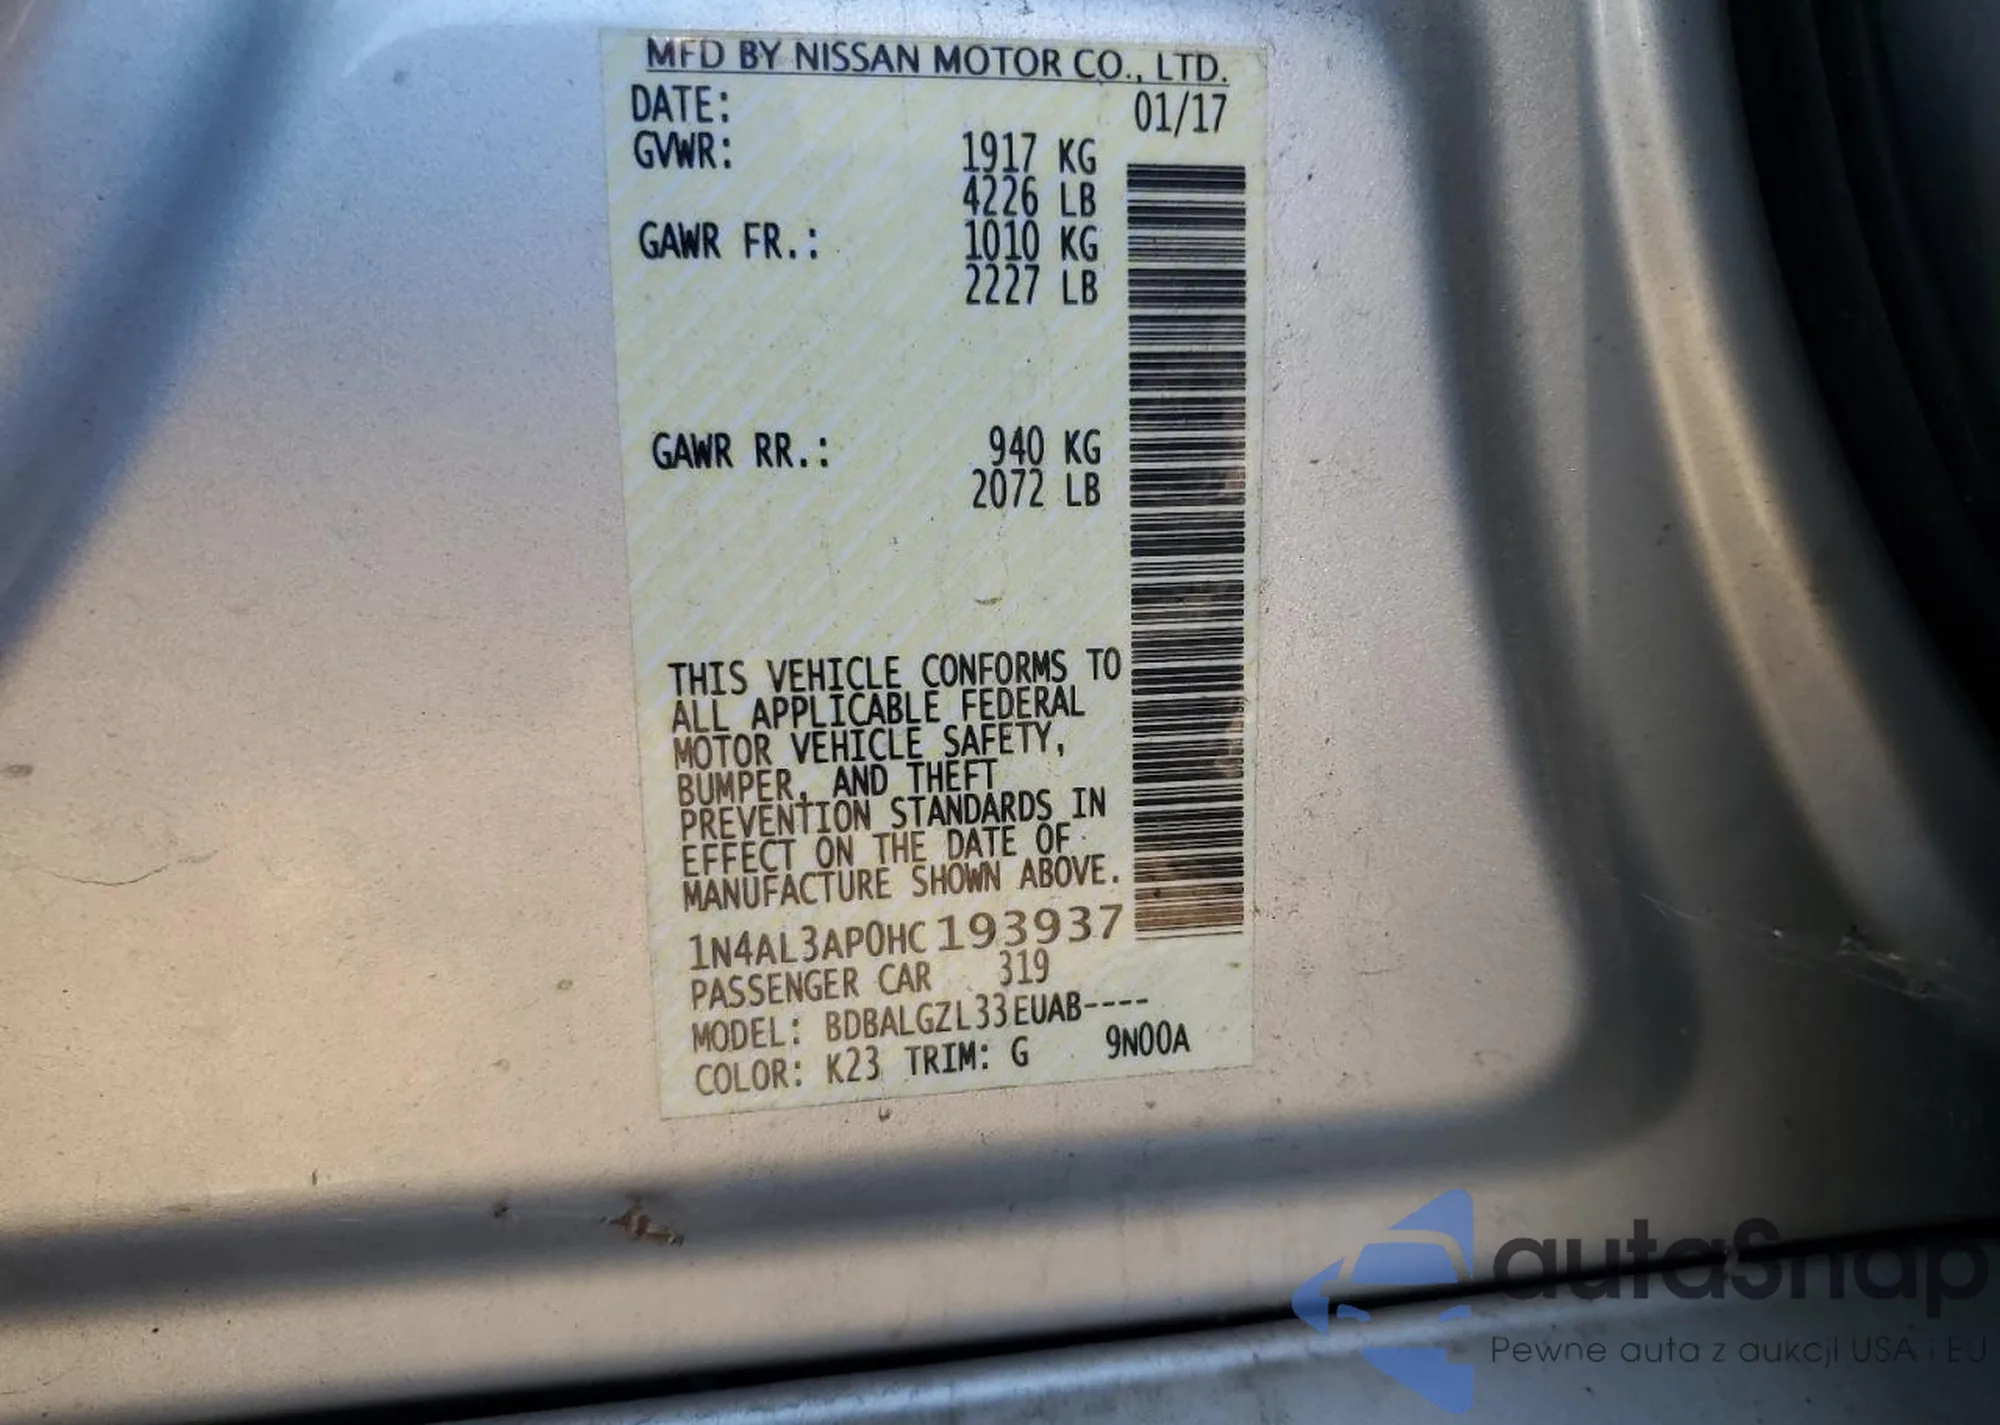 MFD BY NISSAN MOTOR CO., LTD.
DATE: 01/17
GVWR: 1917 KG
4226 LB
GAWR FR.: 1010 KG
2227 LB
GAWR RR.: 940 KG
2072 LB
THIS VEHICLE CONFORMS TO
ALL APPLICABLE FEDERAL
MOTOR VEHICLE SAFETY,
BUMPER, AND THEFT
PREVENTION STANDARDS IN
EFFECT ON THE DATE OF
MANUFACTURE SHOWN ABOVE.
1N4AL3AP0HC193937
PASSENGER CAR 319
MODEL: BDBALGZL33EUAB----
COLOR: K23 TRIM: G 9N00A
autaSnap
Pewne auta z aukcji USA i EU